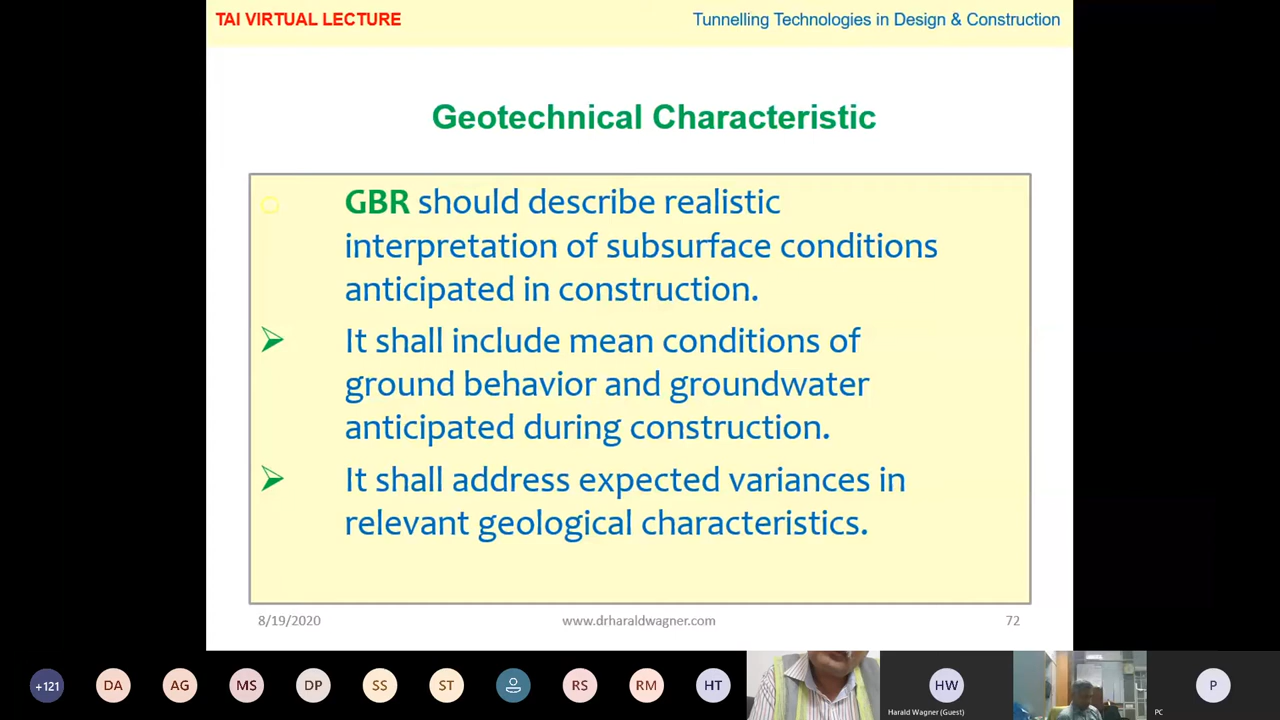 TAI VIRTUAL LECTURE
Tunnelling Technologies in Design & Construction
Geotechnical Characteristic
GBR should describe realistic
interpretation of subsurface conditions
anticipated in construction.
It shall include mean conditions of
ground behavior and groundwater
anticipated during construction.
It shall address expected variances in
relevant geological characteristics.
8/19/2020
www.drharaldwagner.com
72
+121
DA
AG
MS
DP
SS
ST
RS
RM
HT
HW
Harald Wagner (Guest)
P
PC